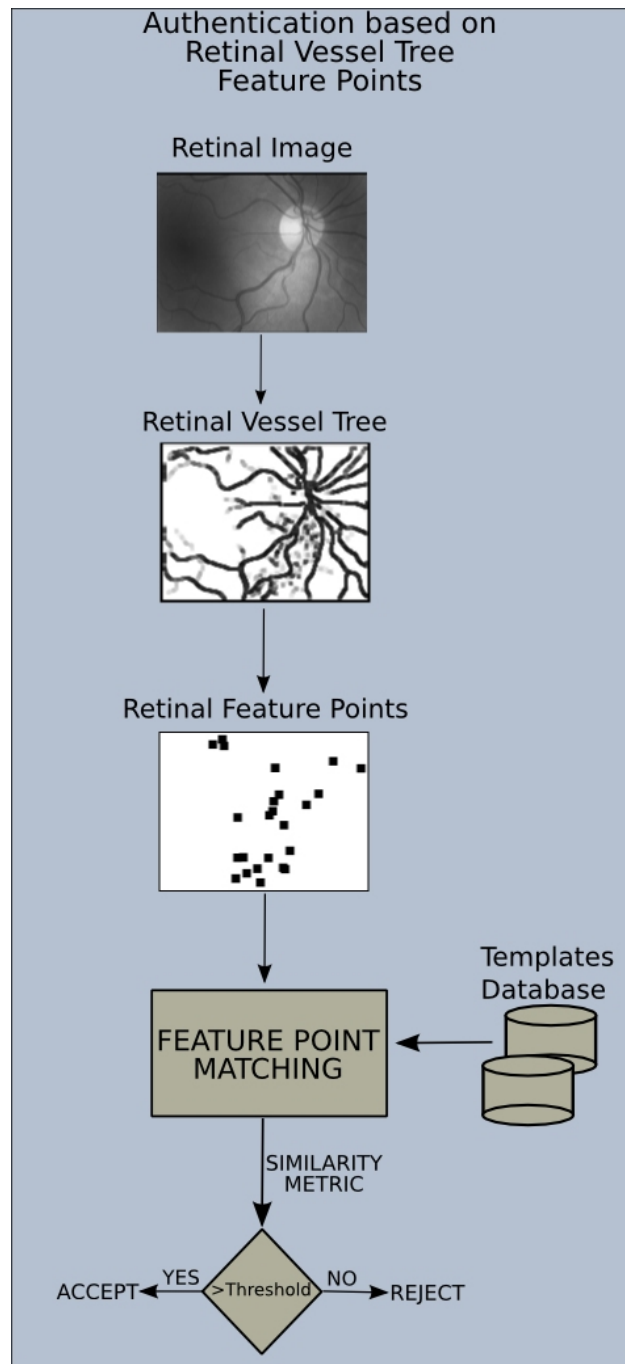 Authentication based on
Retinal Vessel Tree
Feature Points
Retinal Image
Retinal Vessel Tree
Retinal Feature Points
Templates
Database
FEATURE POINT
MATCHING
SIMILARITY
METRIC
ACCEPT
YES
>Threshold
NO
REJECT